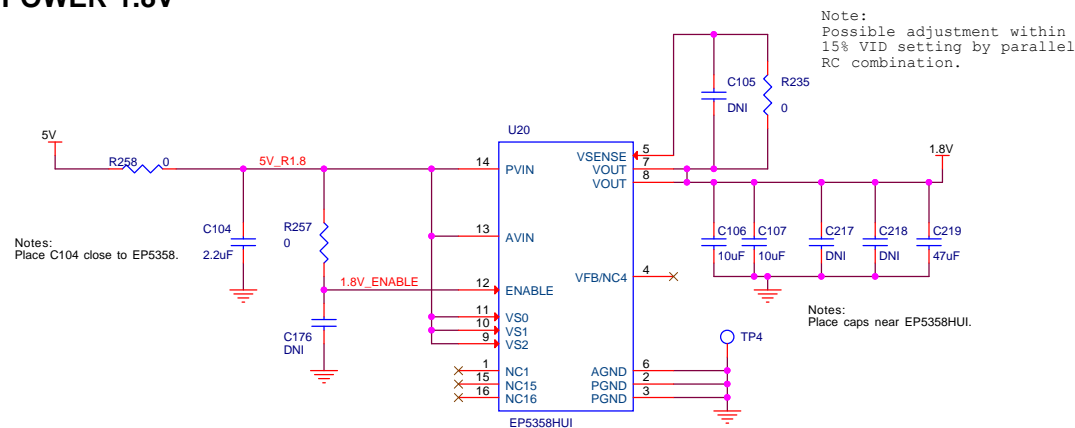 POWER 1.8V
Note:
Possible adjustment within
15% VID setting by parallel
RC combination.
C105
DNI
R235
0
U20
5V
R258 0
5V_R1.8
14 PVIN
VSENSE 5
VOUT 7
VOUT 8
1.8V
C104
2.2uF
R257
0
13 AVIN
Notes:
Place C104 close to EP5358.
C106
10uF
C107
10uF
C217
DNI
C218
DNI
C219
47uF
VFB/NC4 4
1.8V_ENABLE
12 ENABLE
11 VS0
10 VS1
9 VS2
C176
DNI
Notes:
Place caps near EP5358HUI.
TP4
1 NC1
15 NC15
16 NC16
AGND 6
PGND 2
PGND 3
EP5358HUI